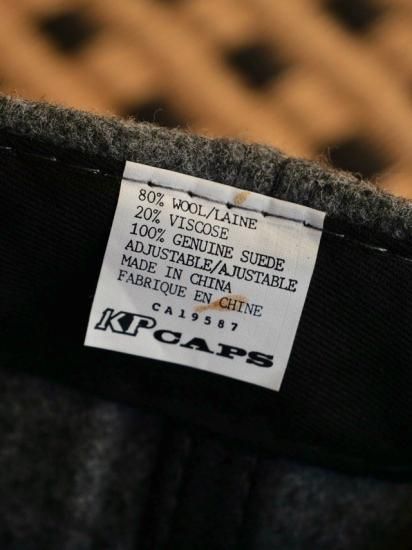 80% WOOL/LAINE
20% VISCOSE
100% GENUINE SUEDE
ADJUSTABLE/AJUSTABLE
MADE IN CHINA
FABRIQUE EN CHINE
CA19587
KP CAPS